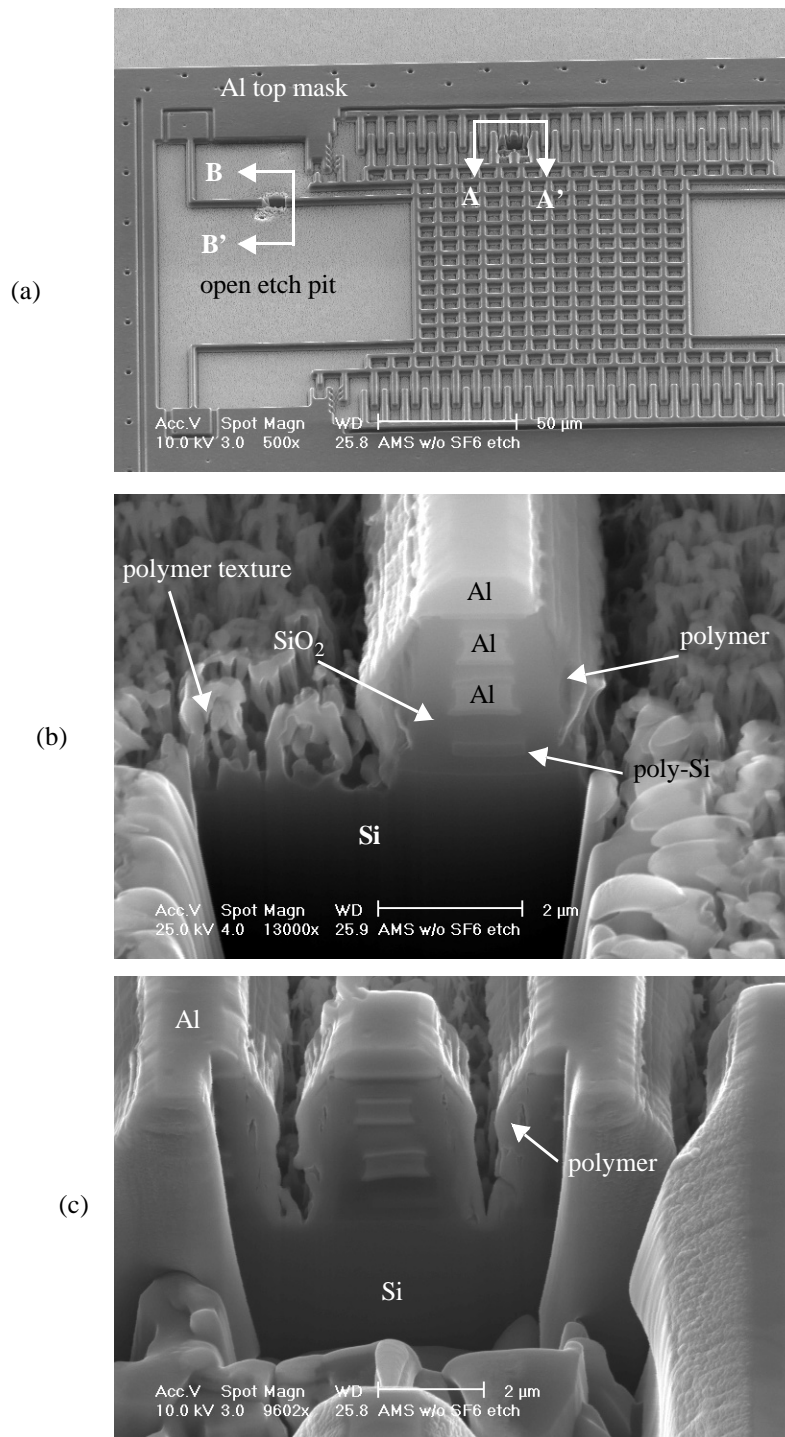 (a)
Al top mask
B
A
A'
B'
open etch pit
Acc.V Spot Magn WD 50 µm
10.0 kV 3.0 500x 25.8 AMS w/o SF6 etch
(b)
polymer texture
Al
SiO2
Al
polymer
Al
poly-Si
Si
Acc.V Spot Magn WD 2 µm
25.0 kV 4.0 13000x 25.9 AMS w/o SF6 etch
(c)
Al
polymer
Si
Acc.V Spot Magn WD 2 µm
10.0 kV 3.0 9602x 25.8 AMS w/o SF6 etch